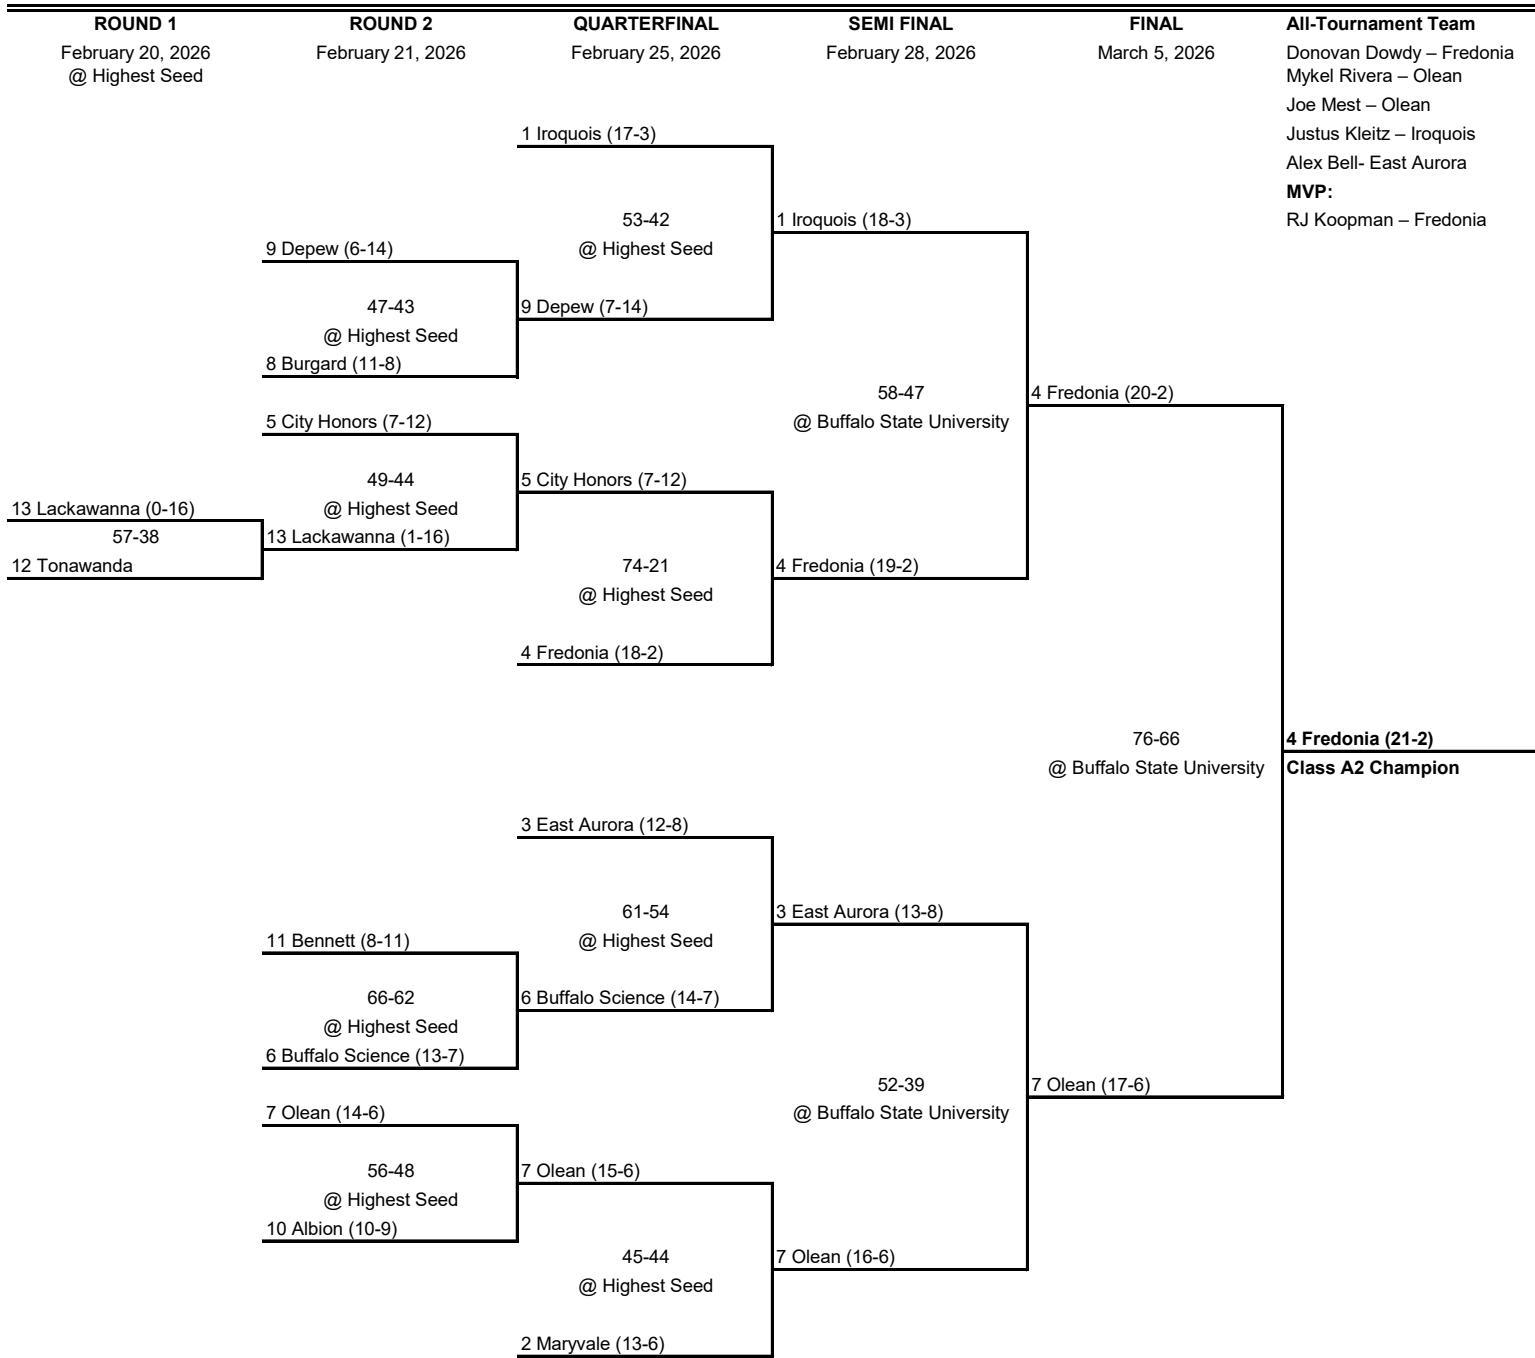 ROUND 1
February 20, 2026
@ Highest Seed
ROUND 2
February 21, 2026
QUARTERFINAL
February 25, 2026
SEMI FINAL
February 28, 2026
FINAL
March 5, 2026
All-Tournament Team
Donovan Dowdy – Fredonia
Mykel Rivera – Olean
Joe Mest – Olean
Justus Kleitz – Iroquois
Alex Bell- East Aurora
MVP:
RJ Koopman – Fredonia
13 Lackawanna (0-16)
57-38
12 Tonawanda
9 Depew (6-14)
47-43
@ Highest Seed
8 Burgard (11-8)
5 City Honors (7-12)
49-44
@ Highest Seed
13 Lackawanna (1-16)
11 Bennett (8-11)
66-62
@ Highest Seed
6 Buffalo Science (13-7)
7 Olean (14-6)
56-48
@ Highest Seed
10 Albion (10-9)
1 Iroquois (17-3)
53-42
@ Highest Seed
9 Depew (7-14)
5 City Honors (7-12)
74-21
@ Highest Seed
4 Fredonia (18-2)
3 East Aurora (12-8)
61-54
@ Highest Seed
6 Buffalo Science (14-7)
7 Olean (15-6)
45-44
@ Highest Seed
2 Maryvale (13-6)
1 Iroquois (18-3)
58-47
@ Buffalo State University
4 Fredonia (19-2)
3 East Aurora (13-8)
52-39
@ Buffalo State University
7 Olean (16-6)
4 Fredonia (20-2)
76-66
@ Buffalo State University
7 Olean (17-6)
4 Fredonia (21-2)
Class A2 Champion